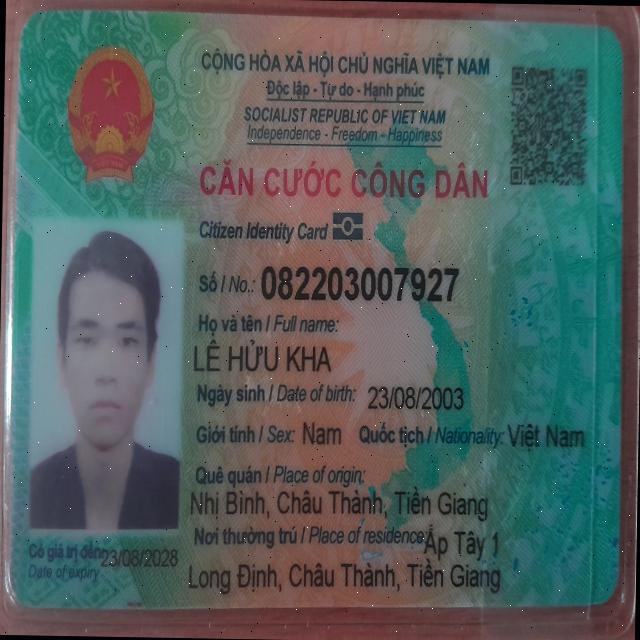 CỘNG HÒA XÃ HỘI CHỦ NGHĨA VIỆT NAM
Độc lập - Tự do - Hạnh phúc
SOCIALIST REPUBLIC OF VIET NAM
Independence - Freedom - Happiness
CĂN CƯỚC CÔNG DÂN
Citizen Identity Card
Số / No.: 082203007927
Họ và tên / Full name:
LÊ HỬU KHA
Ngày sinh / Date of birth: 23/08/2003
Giới tính / Sex: Nam Quốc tịch / Nationality: Việt Nam
Quê quán / Place of origin:
Nhị Bình, Châu Thành, Tiền Giang
Nơi thường trú / Place of residence: Ấp Tây 1
Long Định, Châu Thành, Tiền Giang
Có giá trị đến: 23/08/2028
Date of expiry